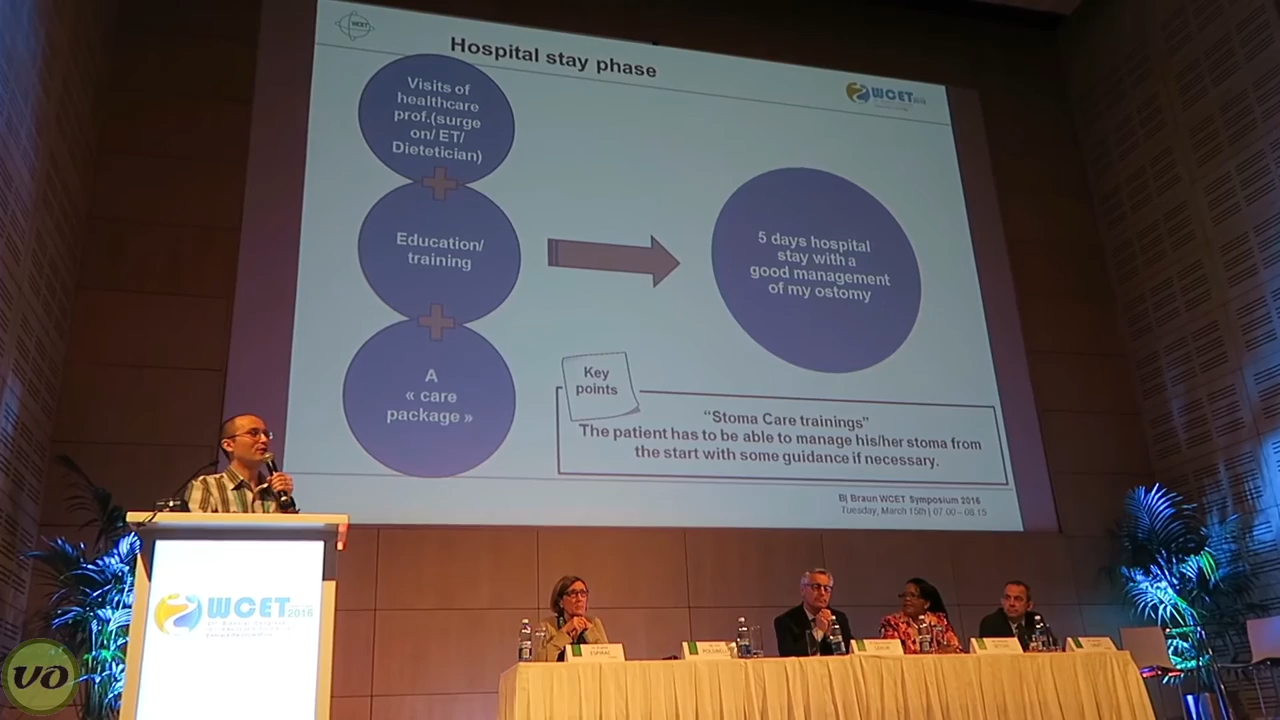 WCET
Hospital stay phase
WCET
Visits of
healthcare
prof.(surge
on/ ET/
Dietetician)
Education/
training
A
« care
package »
5 days hospital
stay with a
good management
of my ostomy
Key
points
“Stoma Care trainings”
The patient has to be able to manage his/her stoma from
the start with some guidance if necessary.
B| Braun WCET Symposium 2016
Tuesday, March 15th | 07.00 – 08.15
WCET
2016
ESPIRAC
vo